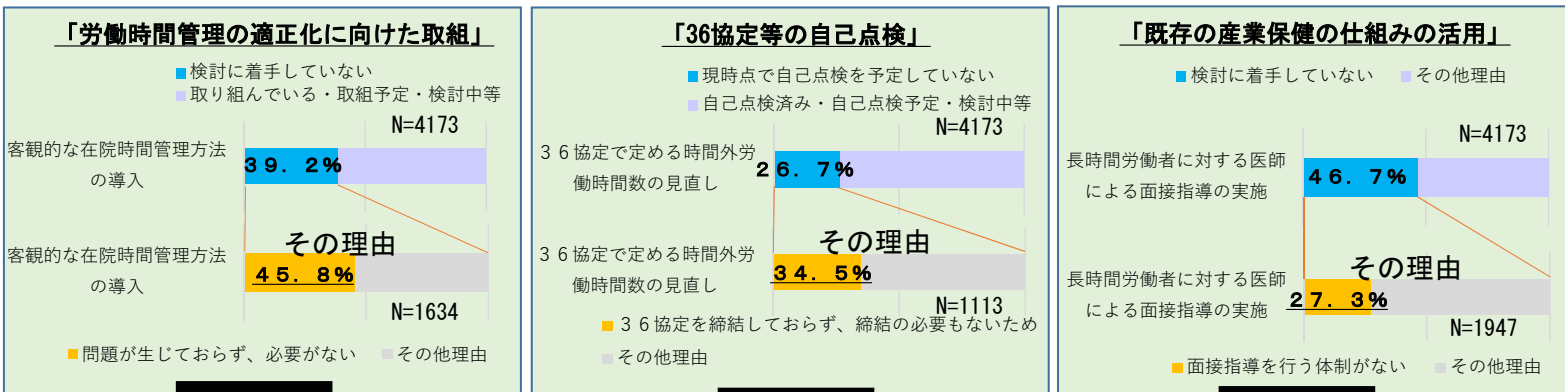 「労働時間管理の適正化に向けた取組」
検討に着手していない
取り組んでいる・取組予定・検討中等
N=4173
客観的な在院時間管理方法
の導入
39.2%
その理由
客観的な在院時間管理方法
の導入
45.8%
N=1634
問題が生じておらず、必要がない
その他理由
「36協定等の自己点検」
現時点で自己点検を予定していない
自己点検済み・自己点検予定・検討中等
N=4173
36協定で定める時間外労
働時間数の見直し
26.7%
その理由
36協定で定める時間外労
働時間数の見直し
34.5%
N=1113
36協定を締結しておらず、締結の必要もないため
その他理由
「既存の産業保健の仕組みの活用」
検討に着手していない
その他理由
N=4173
長時間労働者に対する医師
による面接指導の実施
46.7%
その理由
長時間労働者に対する医師
による面接指導の実施
27.3%
N=1947
面接指導を行う体制がない
その他理由